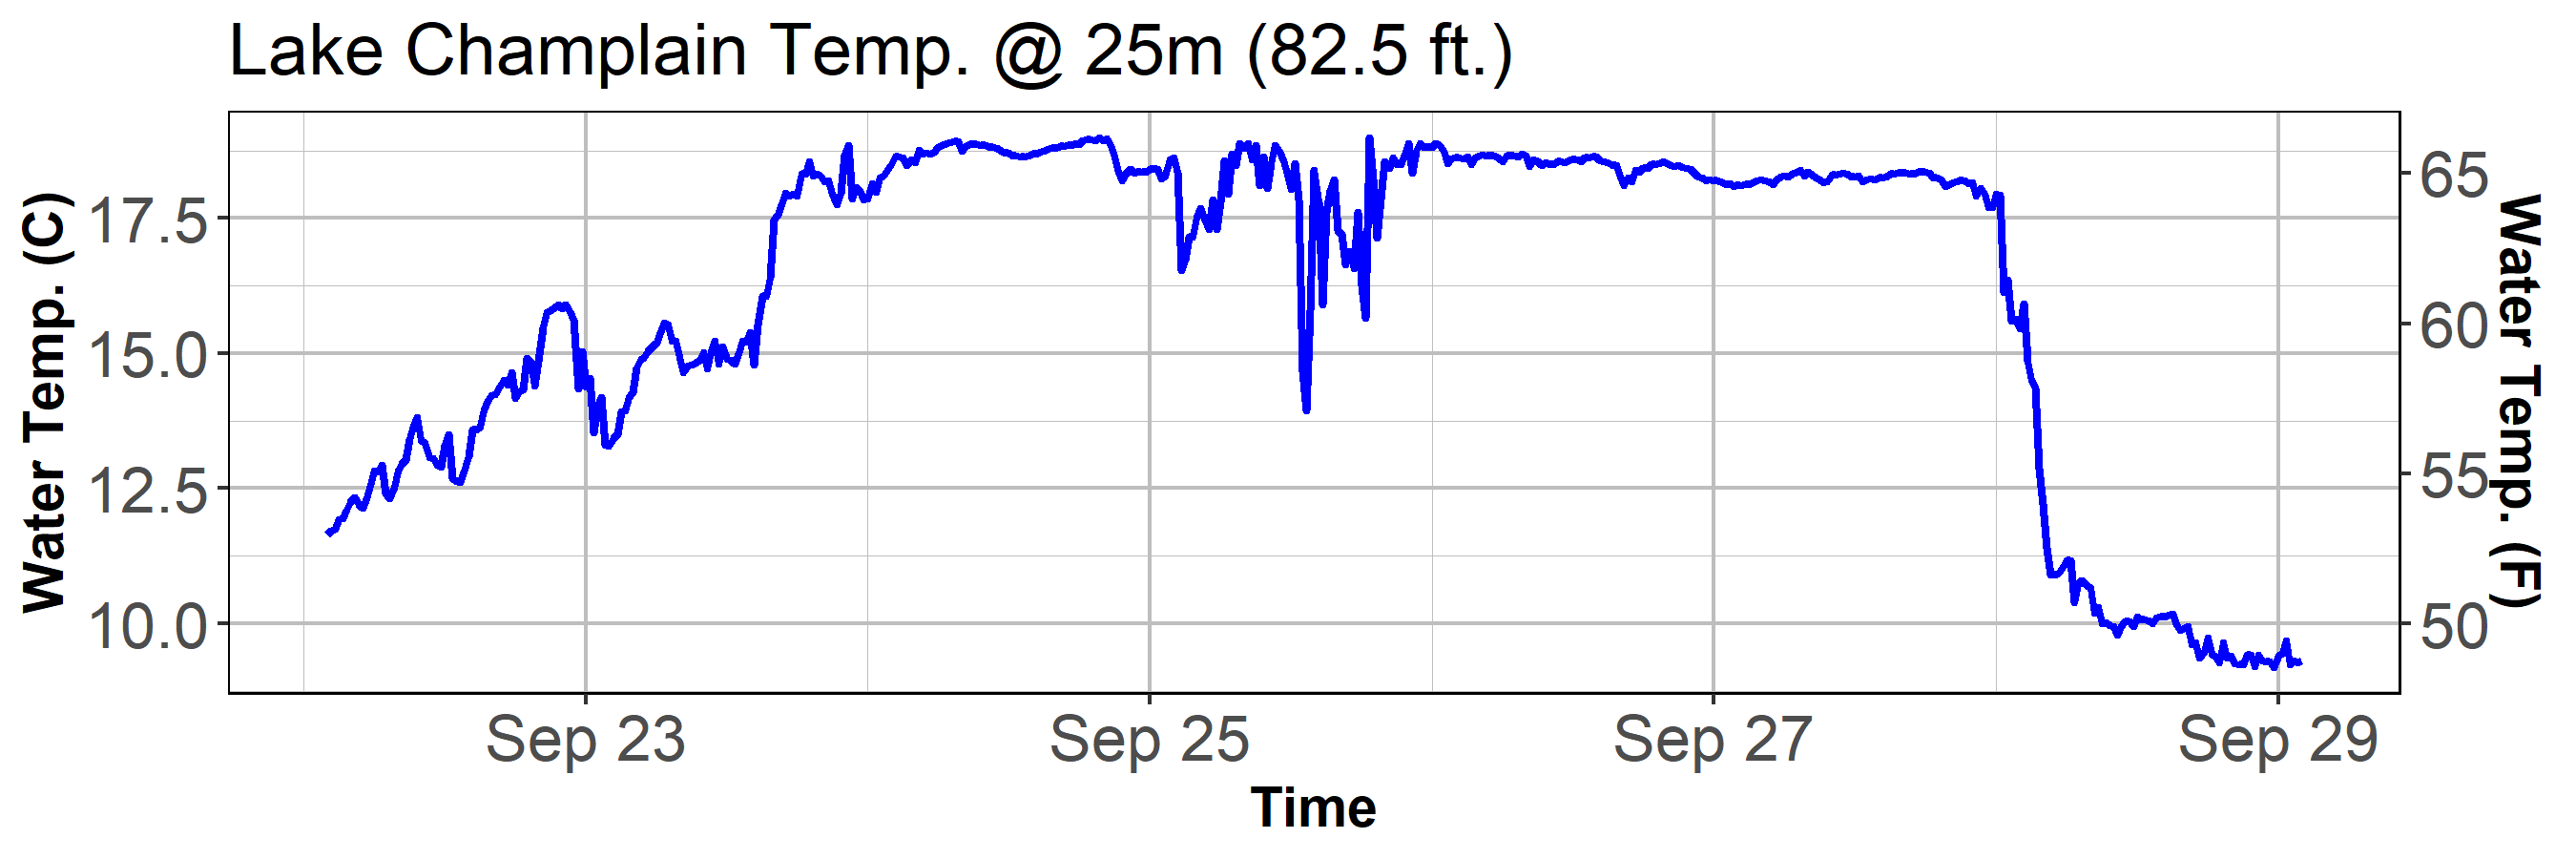 Lake Champlain Temp. @ 25m (82.5 ft.)
Water Temp. (C)
17.5
15.0
12.5
10.0
65
60
55
50
Water Temp. (F)
Sep 23 Sep 25 Sep 27 Sep 29
Time